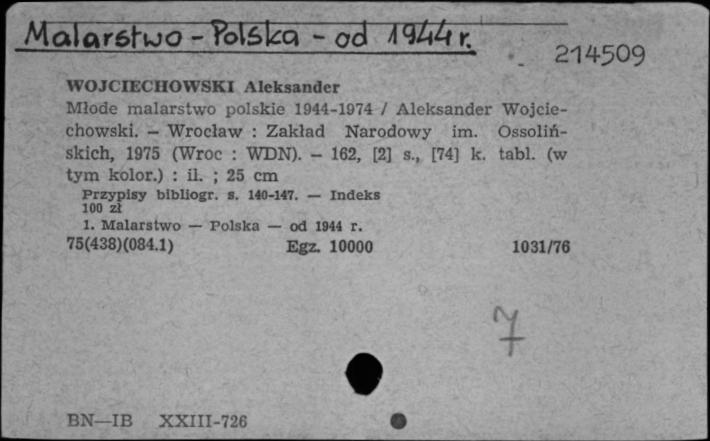 Malarstwo - Polska - od 1944 r.
214509
WOJCIECHOWSKI Aleksander
Młode malarstwo polskie 1944-1974 / Aleksander Wojcie-
chowski. — Wrocław : Zakład Narodowy im. Ossoliń-
skich, 1975 (Wroc : WDN). — 162, [2] s., [74] k. tabl. (w
tym kolor.) : il. ; 25 cm
Przypisy bibliogr. s. 140-147. — Indeks
100 zł
1. Malarstwo — Polska — od 1944 r.
75(438)(084.1) Egz. 10000 1031/76
7
BN—IB XXIII-726